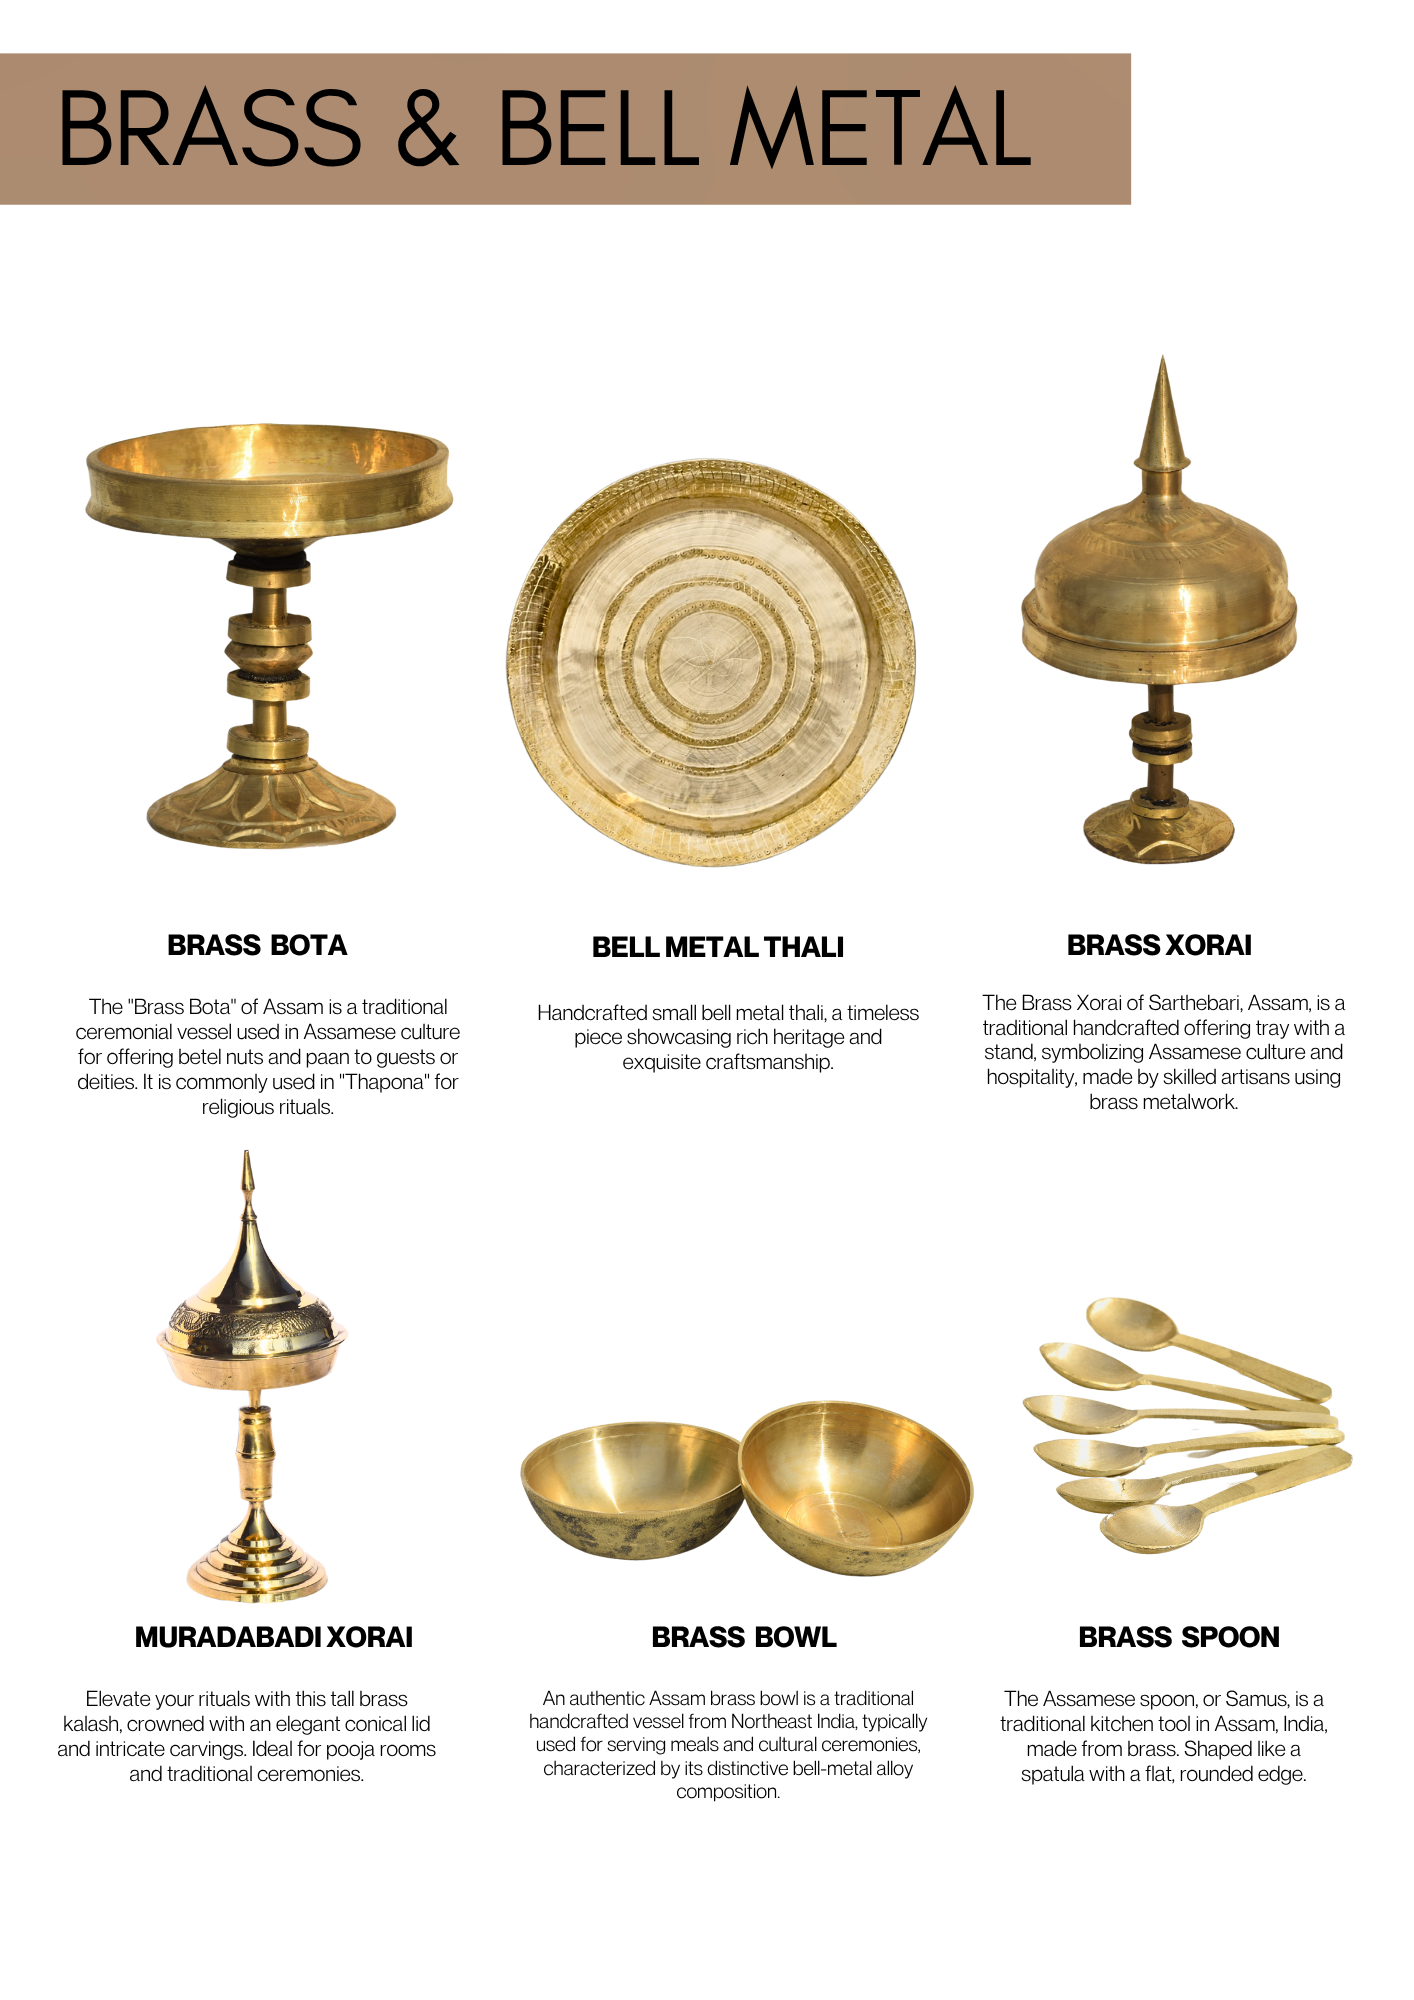 BRASS & BELL METAL
BRASS BOTA
The "Brass Bota" of Assam is a traditional
ceremonial vessel used in Assamese culture
for offering betel nuts and paan to guests or
deities. It is commonly used in "Thapona" for
religious rituals.
BELL METAL THALI
Handcrafted small bell metal thali, a timeless
piece showcasing rich heritage and
exquisite craftsmanship.
BRASS XORAI
The Brass Xorai of Sarthebari, Assam, is a
traditional handcrafted offering tray with a
stand, symbolizing Assamese culture and
hospitality, made by skilled artisans using
brass metalwork.
MURADABADI XORAI
Elevate your rituals with this tall brass
kalash, crowned with an elegant conical lid
and intricate carvings. Ideal for pooja rooms
and traditional ceremonies.
BRASS BOWL
An authentic Assam brass bowl is a traditional
handcrafted vessel from Northeast India, typically
used for serving meals and cultural ceremonies,
characterized by its distinctive bell-metal alloy
composition.
BRASS SPOON
The Assamese spoon, or Samus, is a
traditional kitchen tool in Assam, India,
made from brass. Shaped like a
spatula with a flat, rounded edge.